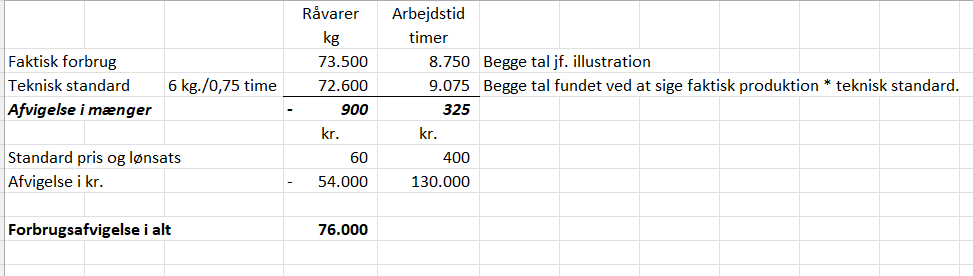 Råvarer Arbejdstid
kg timer
Faktisk forbrug 73.500 8.750 Begge tal jf. illustration
Teknisk standard 6 kg./0,75 time 72.600 9.075 Begge tal fundet ved at sige faktisk produktion * teknisk standard.
Afvigelse i mænger - 900 325
kr. kr.
Standard pris og lønsats 60 400
Afvigelse i kr. - 54.000 130.000
Forbrugsafvigelse i alt 76.000